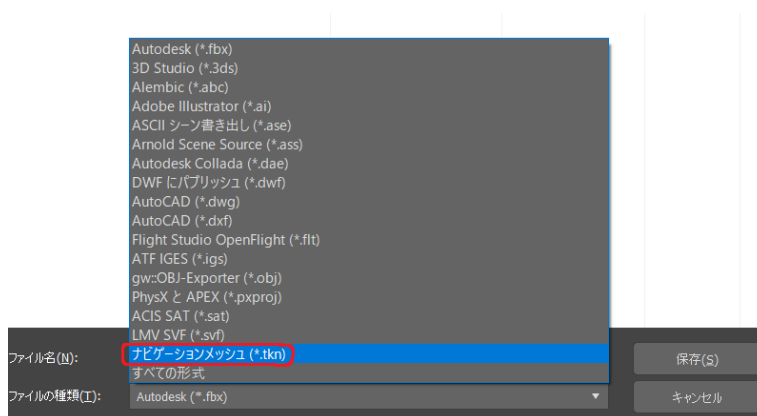 Autodesk (*.fbx)
3D Studio (*.3ds)
Alembic (*.abc)
Adobe Illustrator (*.ai)
ASCII シーン書き出し (*.ase)
Arnold Scene Source (*.ass)
Autodesk Collada (*.dae)
DWF にパブリッシュ (*.dwf)
AutoCAD (*.dwg)
AutoCAD (*.dxf)
Flight Studio OpenFlight (*.flt)
ATF IGES (*.igs)
gw::OBJ-Exporter (*.obj)
PhysX と APEX (*.pxproj)
ACIS SAT (*.sat)
LMV SVF (*.svf)
ナビゲーションメッシュ (*.tkn)
すべての形式
ファイル名(N):
保存(S)
ファイルの種類(T): Autodesk (*.fbx)
キャンセル